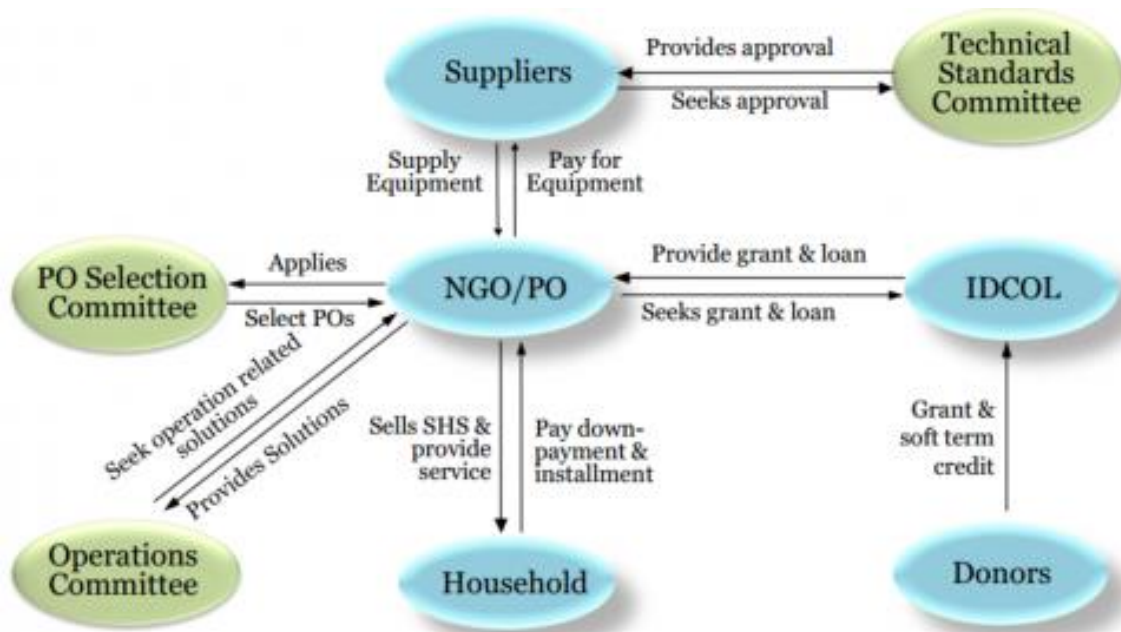 Suppliers
Provides approval
Seeks approval
Technical
Standards
Committee
Supply
Equipment
Pay for
Equipment
PO Selection
Committee
Applies
Select POs
NGO/PO
Provide grant & loan
Seeks grant & loan
IDCOL
Seek operation related
solutions
Provides Solutions
Sells SHS &
provide
service
Pay down-
payment &
installment
Grant &
soft term
credit
Operations
Committee
Household
Donors